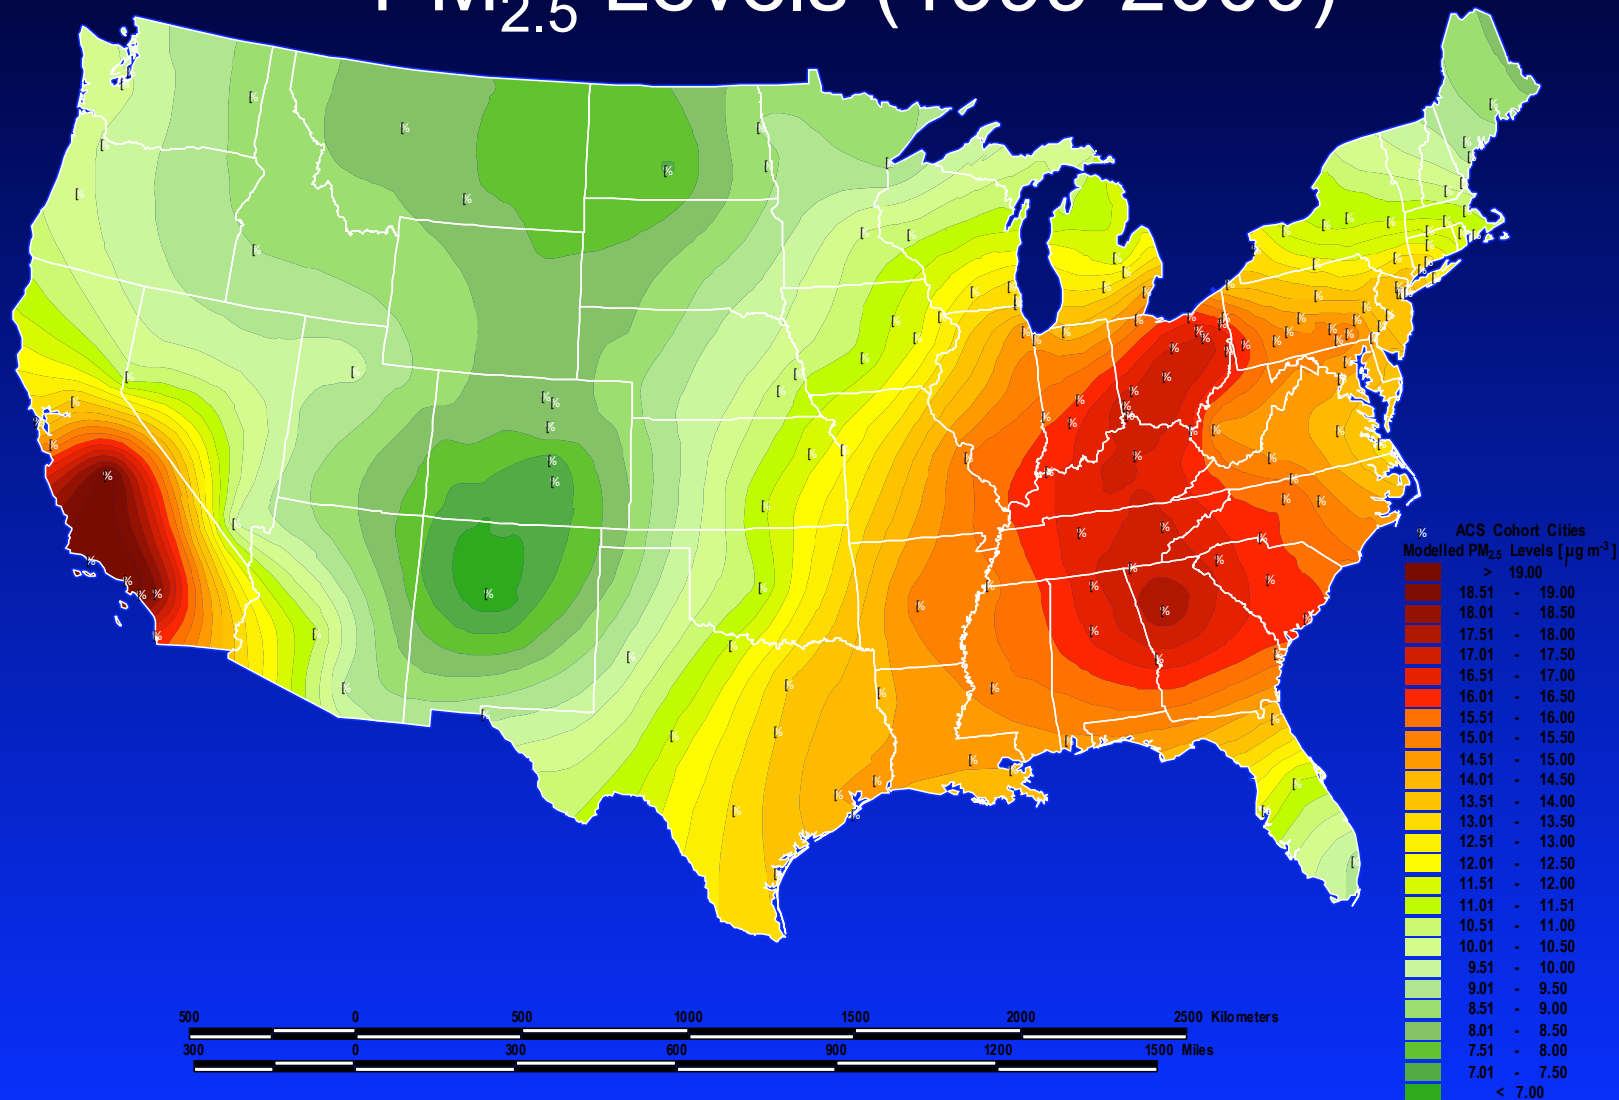 PM2.5 Levels (1999-2000)
ACS Cohort Cities
Modelled PM2.5 Levels [µg m-3]
> 19.00
18.51 - 19.00
18.01 - 18.50
17.51 - 18.00
17.01 - 17.50
16.51 - 17.00
16.01 - 16.50
15.51 - 16.00
15.01 - 15.50
14.51 - 15.00
14.01 - 14.50
13.51 - 14.00
13.01 - 13.50
12.51 - 13.00
12.01 - 12.50
11.51 - 12.00
11.01 - 11.51
10.51 - 11.00
10.01 - 10.50
9.51 - 10.00
9.01 - 9.50
8.51 - 9.00
8.01 - 8.50
7.51 - 8.00
7.01 - 7.50
< 7.00
500 0 500 1000 1500 2000 2500 Kilometers
300 0 300 600 900 1200 1500 Miles